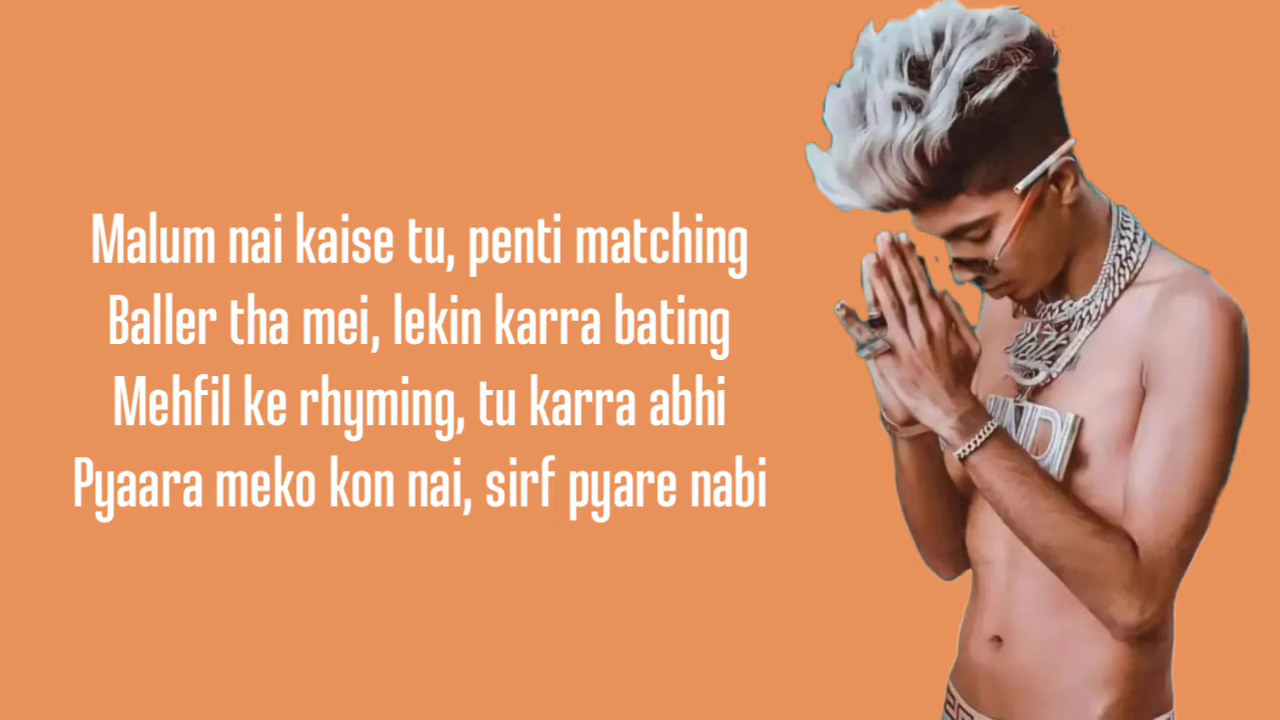 Malum nai kaise tu, penti matching
Baller tha mei, lekin karra bating
Mehfil ke rhyming, tu karra abhi
Pyaara meko kon nai, sirf pyare nabi